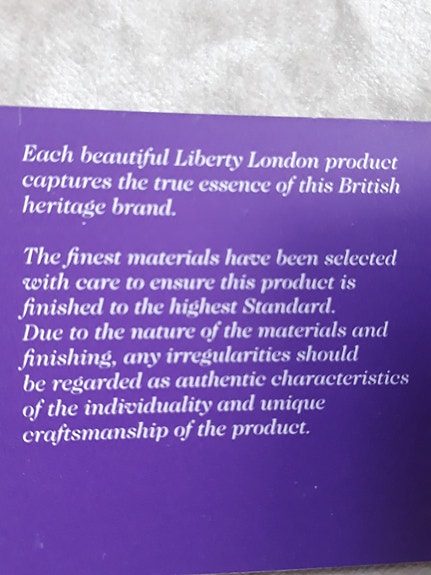 Each beautiful Liberty London product
captures the true essence of this British
heritage brand.
The finest materials have been selected
with care to ensure this product is
finished to the highest Standard.
Due to the nature of the materials and
finishing, any irregularities should
be regarded as authentic characteristics
of the individuality and unique
craftsmanship of the product.